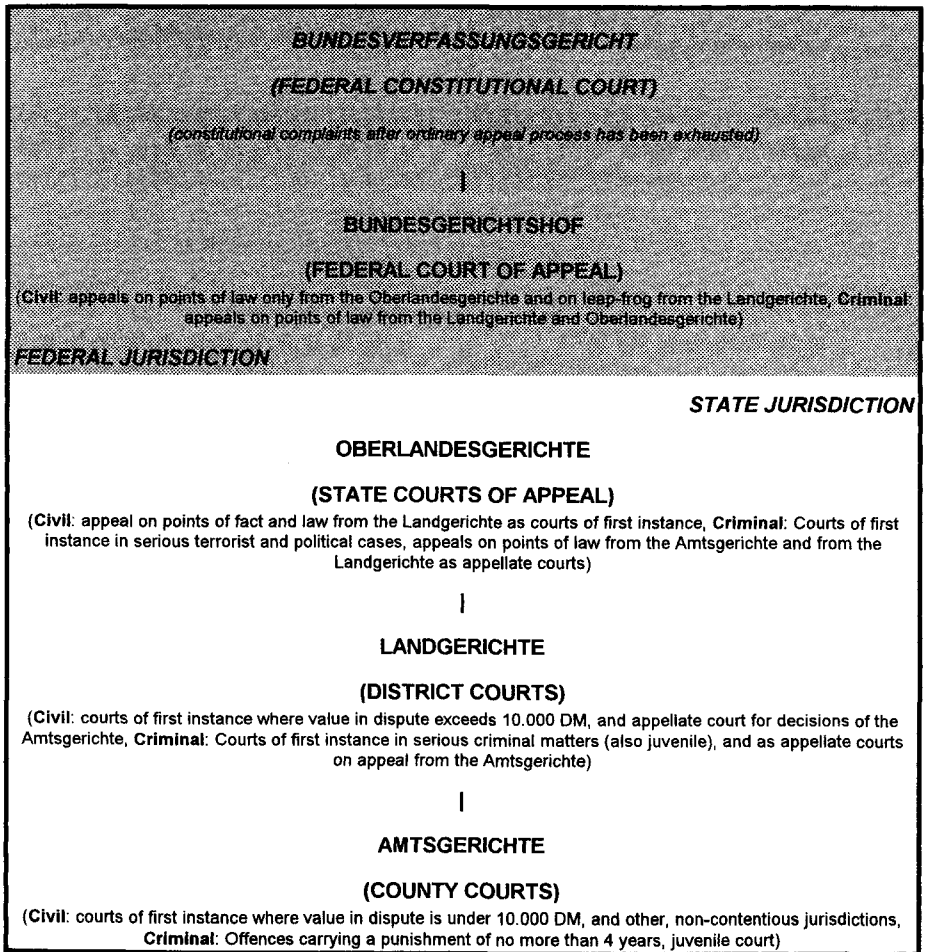 BUNDESVERFASSUNGSGERICHT
(FEDERAL CONSTITUTIONAL COURT)
(constitutional complaints after ordinary appeal process has been exhausted)
|
BUNDESGERICHTSHOF
(FEDERAL COURT OF APPEAL)
(Civil: appeals on points of law only from the Oberlandesgerichte and on leap-frog from the Landgerichte, Criminal:
appeals on points of law from the Landgerichte and Oberlandesgerichte)
FEDERAL JURISDICTION
STATE JURISDICTION
OBERLANDESGERICHTE
(STATE COURTS OF APPEAL)
(Civil: appeal on points of fact and law from the Landgerichte as courts of first instance, Criminal: Courts of first
instance in serious terrorist and political cases, appeals on points of law from the Amtsgerichte and from the
Landgerichte as appellate courts)
|
LANDGERICHTE
(DISTRICT COURTS)
(Civil: courts of first instance where value in dispute exceeds 10.000 DM, and appellate court for decisions of the
Amtsgerichte, Criminal: Courts of first instance in serious criminal matters (also juvenile), and as appellate courts
on appeal from the Amtsgerichte)
|
AMTSGERICHTE
(COUNTY COURTS)
(Civil: courts of first instance where value in dispute is under 10.000 DM, and other, non-contentious jurisdictions,
Criminal: Offences carrying a punishment of no more than 4 years, juvenile court)